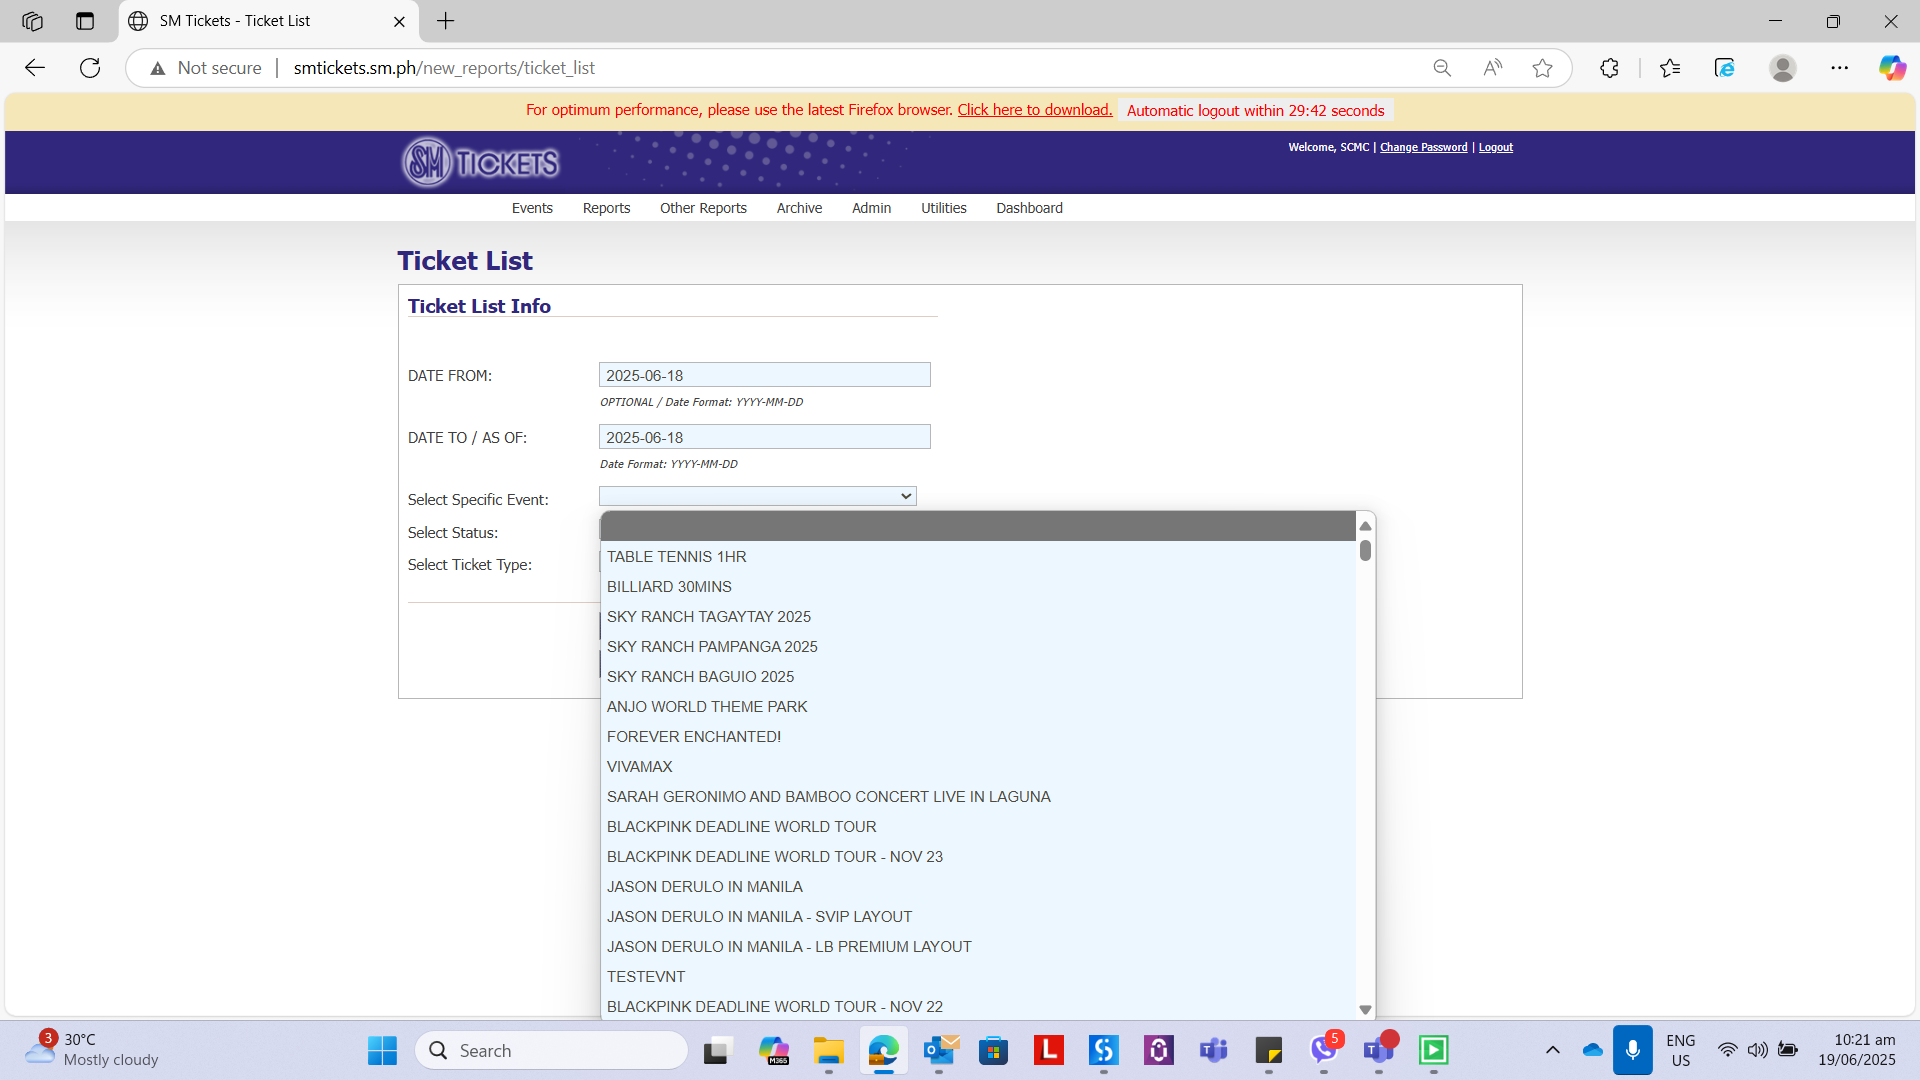 SM Tickets - Ticket List
Not secure
smtickets.sm.ph/new_reports/ticket_list
For optimum performance, please use the latest Firefox browser. Click here to download. Automatic logout within 29:42 seconds
SM TICKETS
Welcome, SCMC | Change Password | Logout
Events Reports Other Reports Archive Admin Utilities Dashboard
Ticket List
Ticket List Info
DATE FROM: 2025-06-18
OPTIONAL / Date Format: YYYY-MM-DD
DATE TO / AS OF: 2025-06-18
Date Format: YYYY-MM-DD
Select Specific Event:
Select Status:
Select Ticket Type:
TABLE TENNIS 1HR
BILLIARD 30MINS
SKY RANCH TAGAYTAY 2025
SKY RANCH PAMPANGA 2025
SKY RANCH BAGUIO 2025
ANJO WORLD THEME PARK
FOREVER ENCHANTED!
VIVAMAX
SARAH GERONIMO AND BAMBOO CONCERT LIVE IN LAGUNA
BLACKPINK DEADLINE WORLD TOUR
BLACKPINK DEADLINE WORLD TOUR - NOV 23
JASON DERULO IN MANILA
JASON DERULO IN MANILA - SVIP LAYOUT
JASON DERULO IN MANILA - LB PREMIUM LAYOUT
TESTEVNT
BLACKPINK DEADLINE WORLD TOUR - NOV 22
3
30°C
Mostly cloudy
Search
M365
L
5
ENG
US
10:21 am
19/06/2025